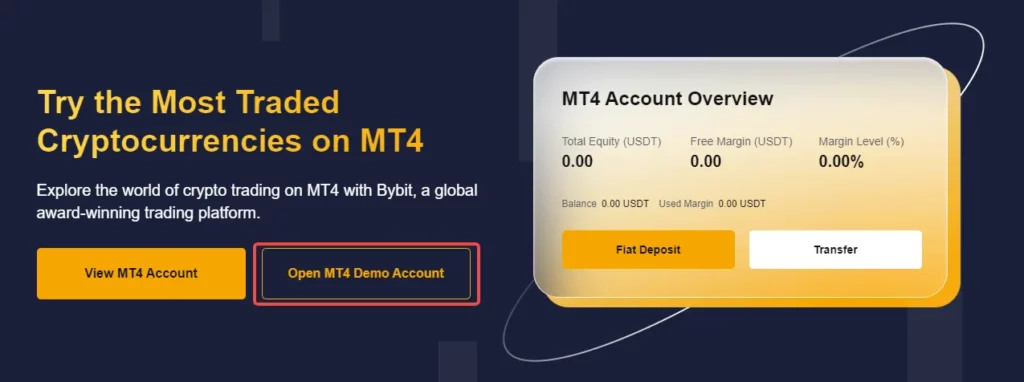 Try the Most Traded
Cryptocurrencies on MT4
Explore the world of crypto trading on MT4 with Bybit, a global
award-winning trading platform.
View MT4 Account
Open MT4 Demo Account
MT4 Account Overview
Total Equity (USDT) Free Margin (USDT) Margin Level (%)
0.00 0.00 0.00%
Balance 0.00 USDT Used Margin 0.00 USDT
Fiat Deposit
Transfer